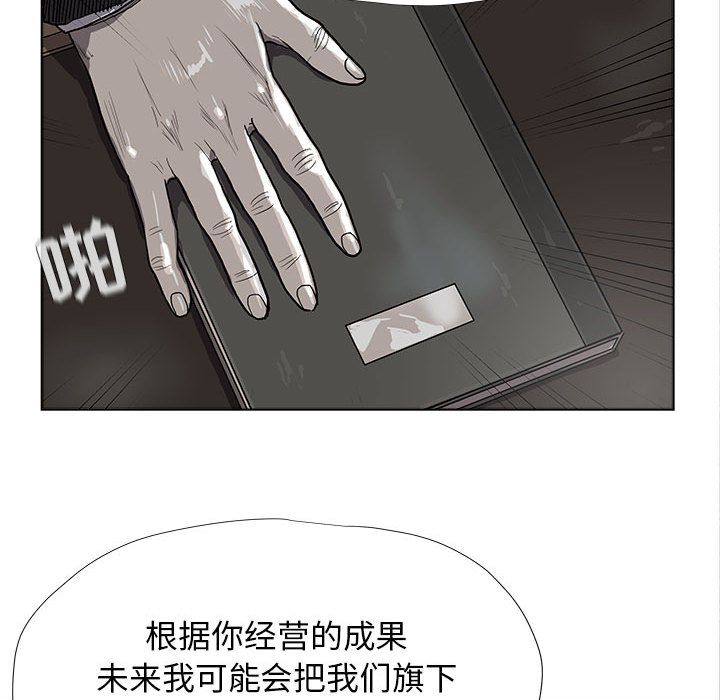 啪
根据你经营的成果
未来我可能会把我们旗下